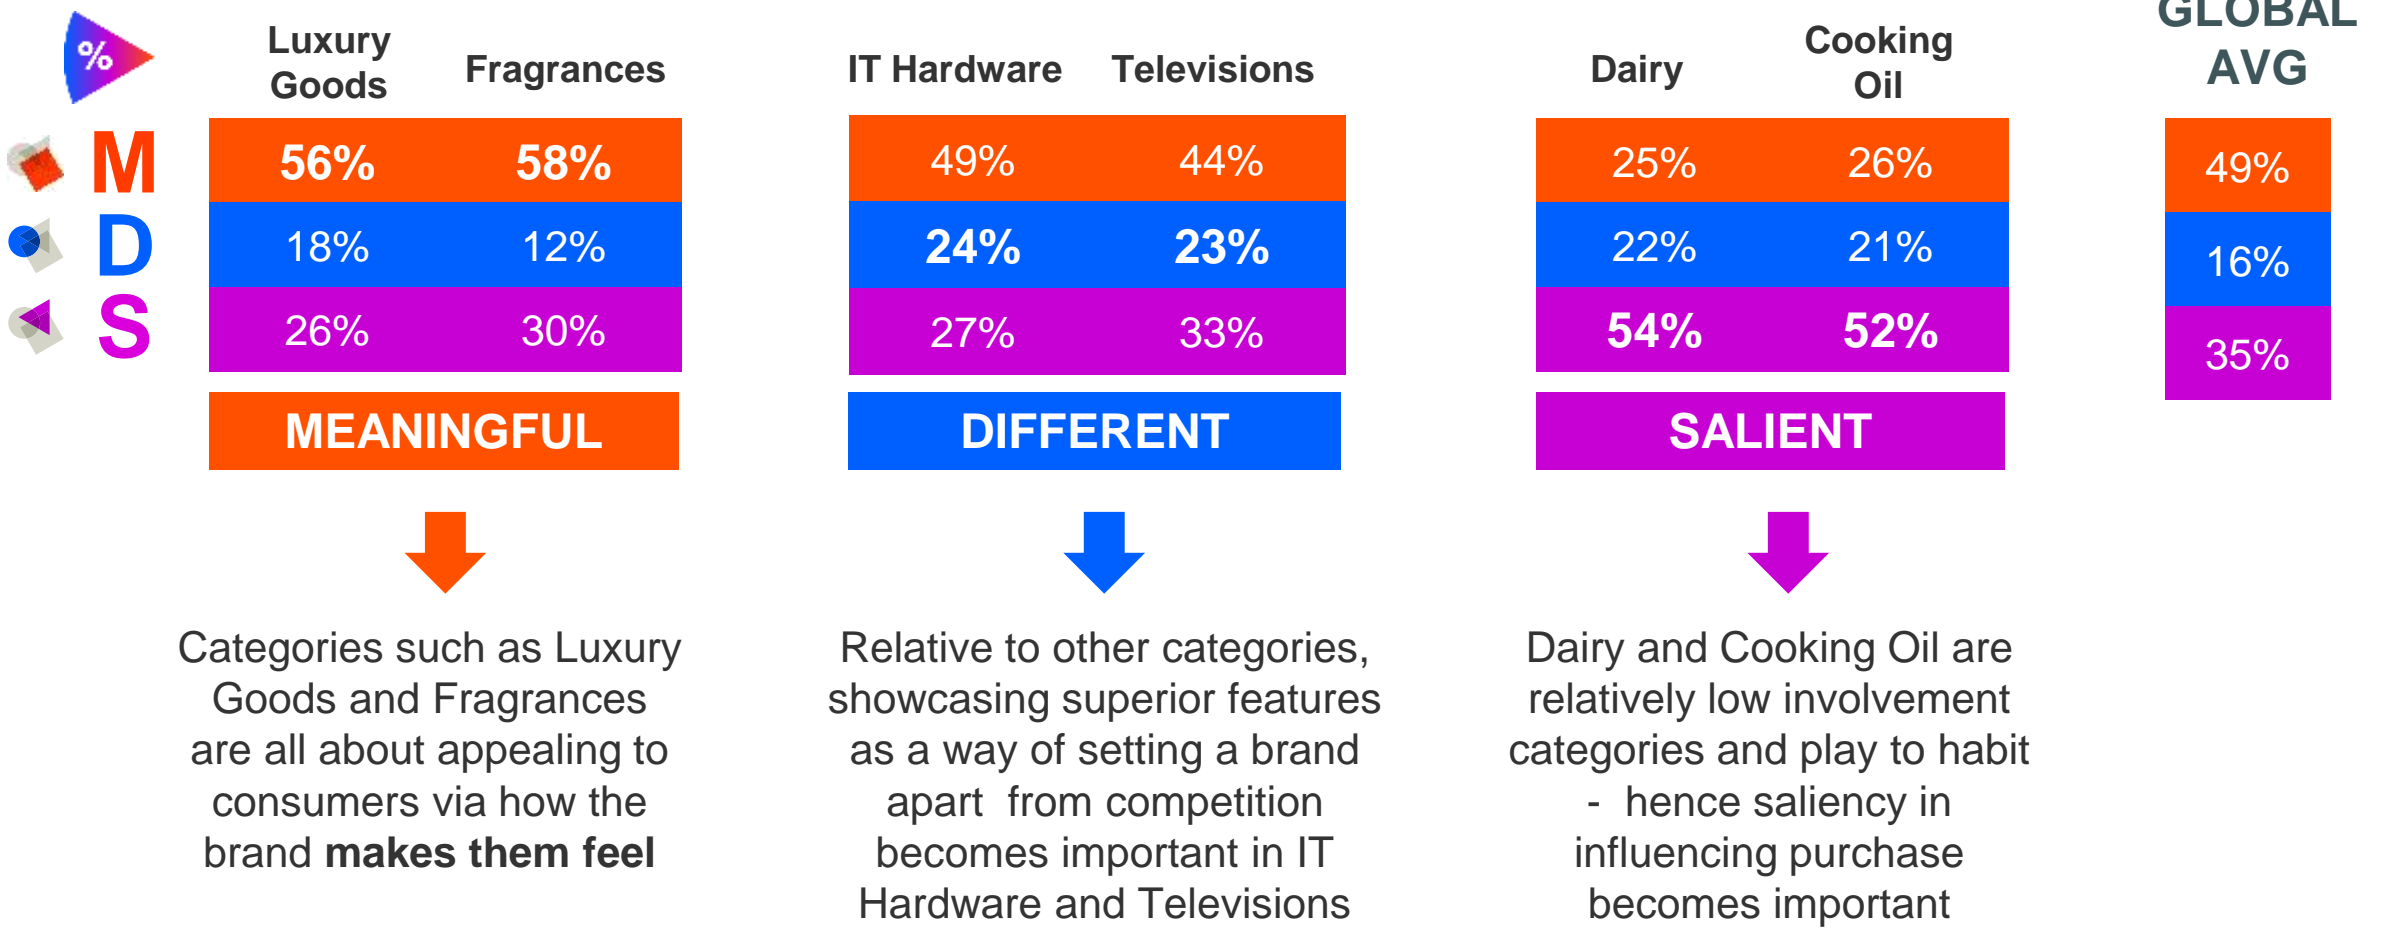 %
Luxury
Goods
Fragrances
IT Hardware
Televisions
Dairy
Cooking
Oil
GLOBAL
AVG
M
56%
58%
49%
44%
25%
26%
49%
D
18%
12%
24%
23%
22%
21%
16%
S
26%
30%
27%
33%
54%
52%
35%
MEANINGFUL
DIFFERENT
SALIENT
Categories such as Luxury
Goods and Fragrances
are all about appealing to
consumers via how the
brand makes them feel
Relative to other categories,
showcasing superior features
as a way of setting a brand
apart  from competition
becomes important in IT
Hardware and Televisions
Dairy and Cooking Oil are
relatively low involvement
categories and play to habit
-  hence saliency in
influencing purchase
becomes important